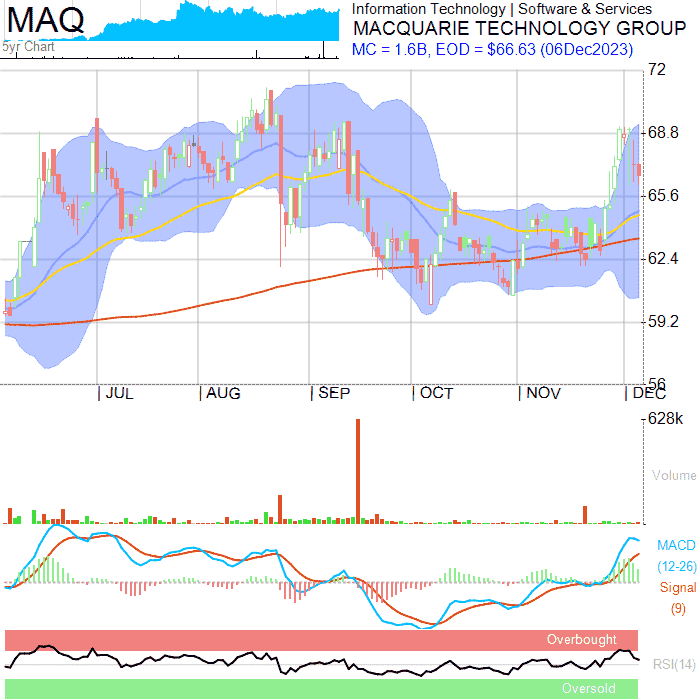 MAQ
5yr Chart
Information Technology | Software & Services
MACQUARIE TECHNOLOGY GROUP
MC = 1.6B, EOD = $66.63 (06Dec2023)
72
68.8
65.6
62.4
59.2
56
JUL
AUG
SEP
OCT
NOV
DEC
628k
Volume
MACD
(12-26)
Signal
(9)
Overbought
RSI(14)
Oversold